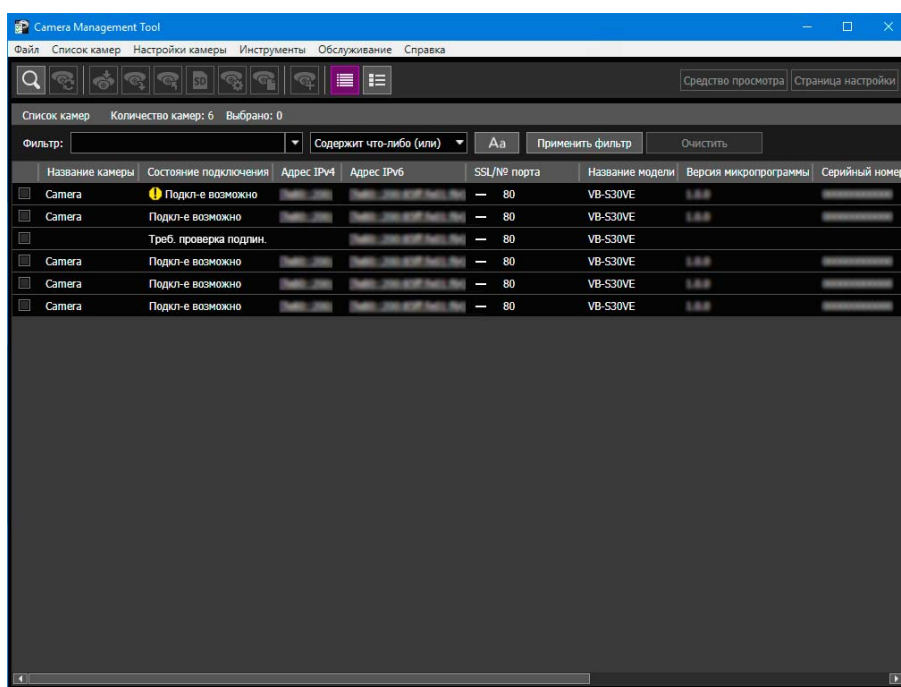 Camera Management Tool
Файл Список камер Настройки камеры Инструменты Обслуживание Справка
SD Средство просмотра Страница настройки
Список камер Количество камер: 6 Выбрано: 0
Фильтр: Содержит что-либо (или) Aa Применить фильтр Очистить
Название камеры Состояние подключения Адрес IPv4 Адрес IPv6 SSL/№ порта Название модели Версия микропрограммы Серийный номе
Camera Подкл-е возможно — 80 VB-S30VE
Camera Подкл-е возможно — 80 VB-S30VE
Треб. проверка подлин. — 80 VB-S30VE
Camera Подкл-е возможно — 80 VB-S30VE
Camera Подкл-е возможно — 80 VB-S30VE
Camera Подкл-е возможно — 80 VB-S30VE